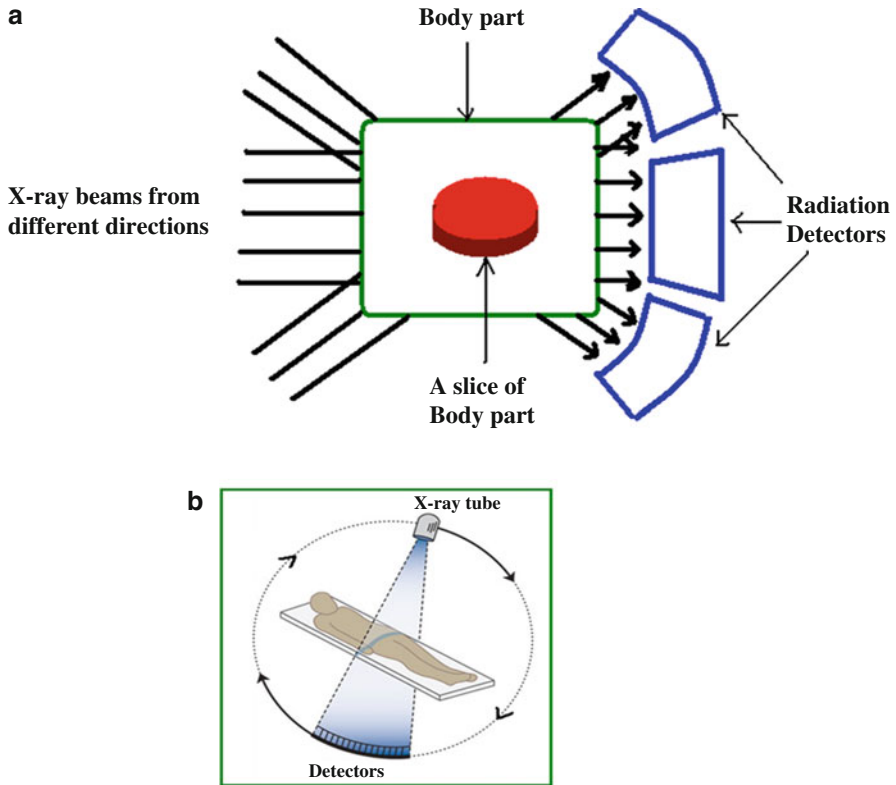 a
Body part
X-ray beams from
different directions
Radiation
Detectors
A slice of
Body part
b
X-ray tube
Detectors